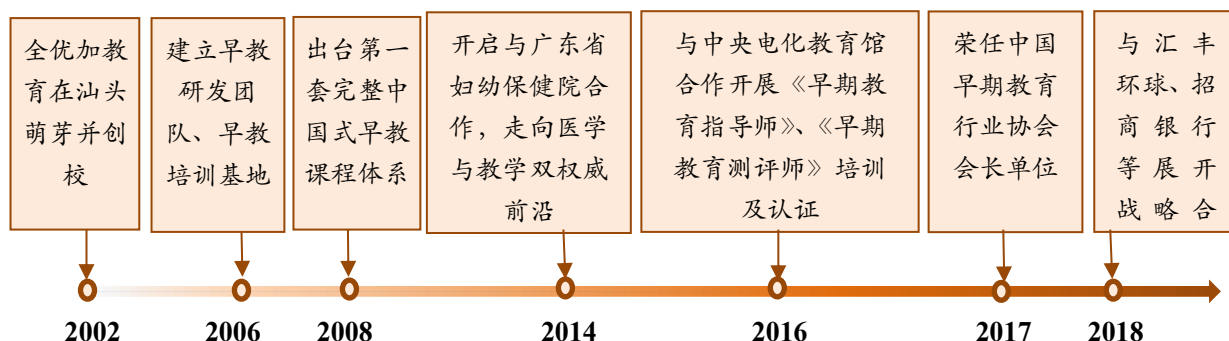 全优加教
育在汕头
萌芽并创
校
建立早教
研发团
队、早教
培训基地
出台第一
套完整中
国式早教
课程体系
开启与广东省
妇幼保健院合
作，走向医学
与教学双权威
前沿
与中央电化教育馆
合作开展《早期教
育指导师》、《早期
教育测评师》培训
及认证
荣任中国
早期教育
行业协会
会长单位
与汇丰
环球、招
商银行
等展开
战略合
2002
2006
2008
2014
2016
2017
2018